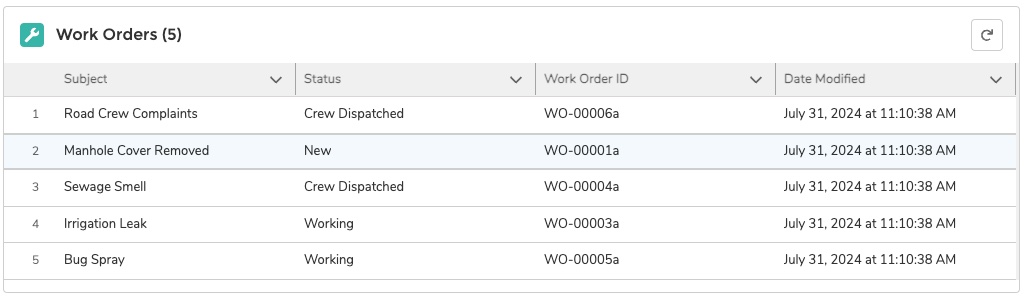 Work Orders (5)
Subject Status Work Order ID Date Modified
1 Road Crew Complaints Crew Dispatched WO-00006a July 31, 2024 at 11:10:38 AM
2 Manhole Cover Removed New WO-00001a July 31, 2024 at 11:10:38 AM
3 Sewage Smell Crew Dispatched WO-00004a July 31, 2024 at 11:10:38 AM
4 Irrigation Leak Working WO-00003a July 31, 2024 at 11:10:38 AM
5 Bug Spray Working WO-00005a July 31, 2024 at 11:10:38 AM